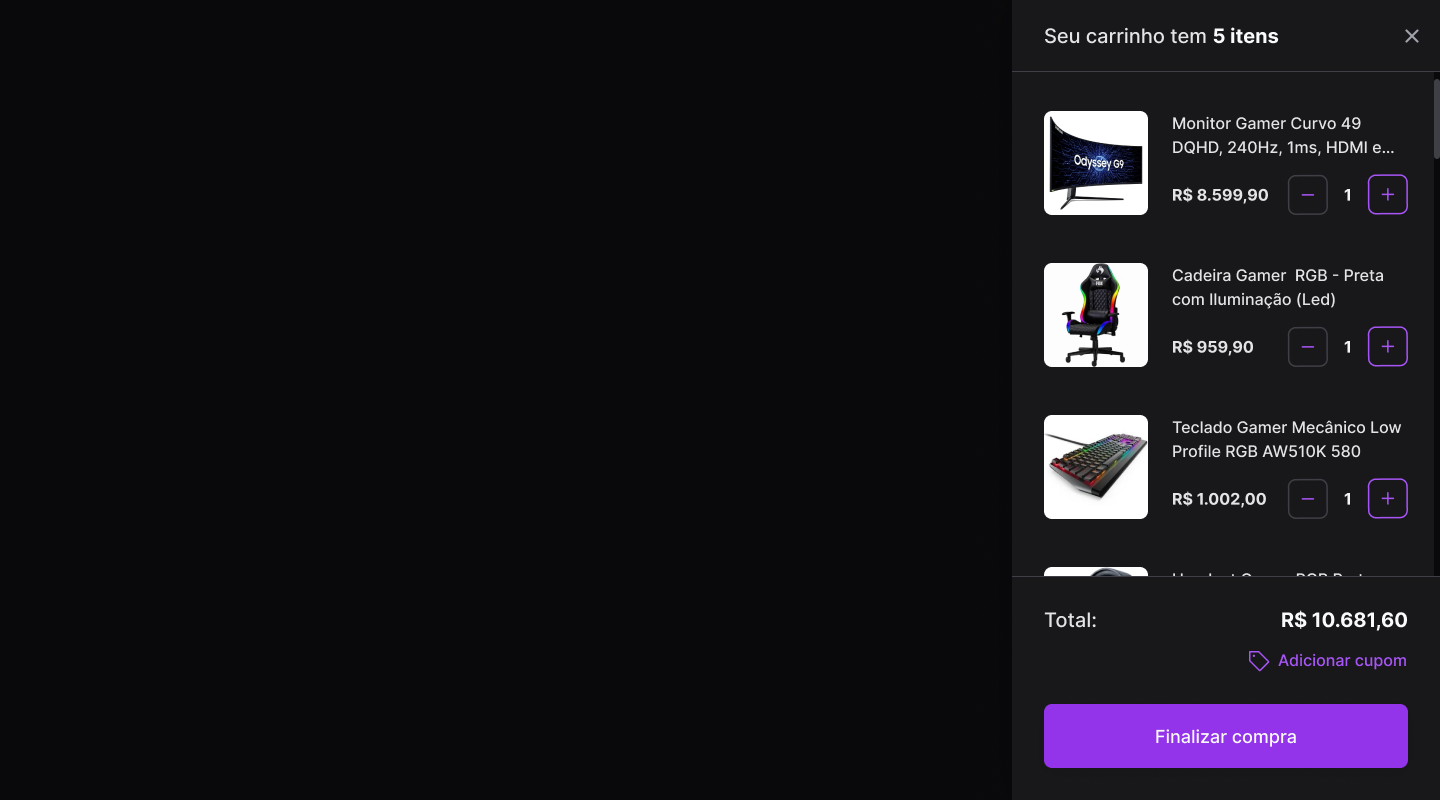 Seu carrinho tem 5 itens
Odyssey G9
Monitor Gamer Curvo 49
DQHD, 240Hz, 1ms, HDMI e...
R$ 8.599,90
1
Cadeira Gamer  RGB - Preta
com Iluminação (Led)
R$ 959,90
1
Teclado Gamer Mecânico Low
Profile RGB AW510K 580
R$ 1.002,00
1
Total:
R$ 10.681,60
Adicionar cupom
Finalizar compra